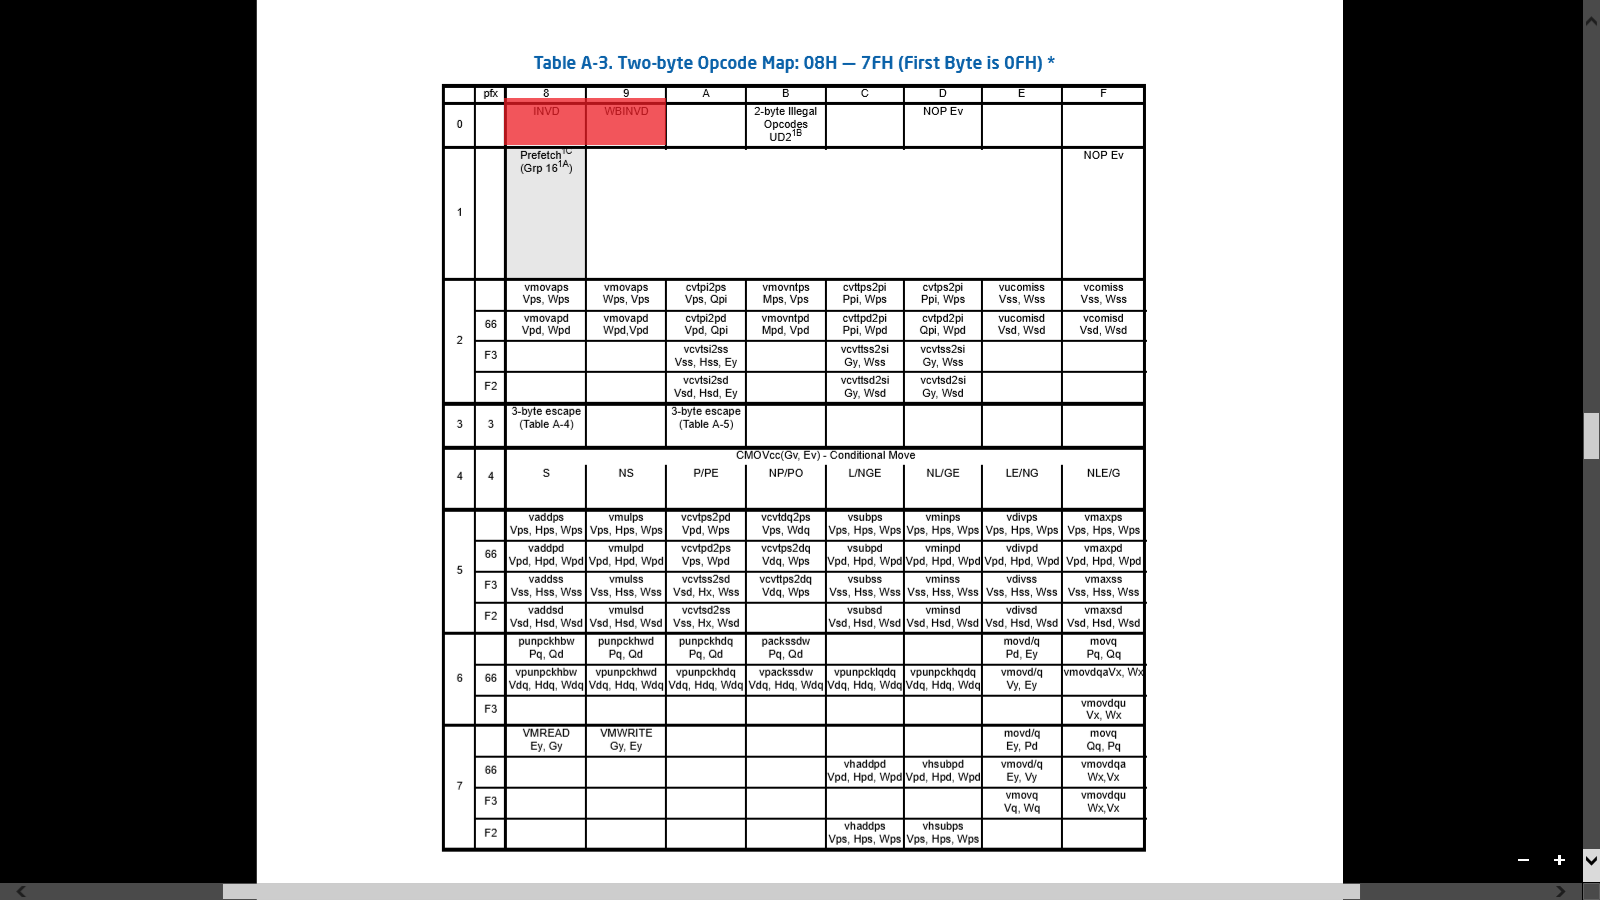 Table A-3. Two-byte Opcode Map: 08H — 7FH (First Byte is 0FH) *
pfx 8 9 A B C D E F
0 INVD WBINVD 2-byte Illegal Opcodes UD2 1B NOP Ev
1 Prefetch 1C (Grp 16 1A) NOP Ev
2 vmovaps Vps, Wps vmovaps Wps, Vps cvtpi2ps Vps, Qpi vmovntps Mps, Vps cvttps2pi Ppi, Wps cvtps2pi Ppi, Wps vucomiss Vss, Wss vcomiss Vss, Wss
66 vmovapd Vpd, Wpd vmovapd Wpd,Vpd cvtpi2pd Vpd, Qpi vmovntpd Mpd, Vpd cvttpd2pi Ppi, Wpd cvtpd2pi Qpi, Wpd vucomisd Vsd, Wsd vcomisd Vsd, Wsd
F3 vcvtsi2ss Vss, Hss, Ey vcvttss2si Gy, Wss vcvtss2si Gy, Wss
F2 vcvtsi2sd Vsd, Hsd, Ey vcvttsd2si Gy, Wsd vcvtsd2si Gy, Wsd
3 3 3-byte escape (Table A-4) 3-byte escape (Table A-5)
CMOVcc(Gv, Ev) - Conditional Move
4 4 S NS P/PE NP/PO L/NGE NL/GE LE/NG NLE/G
5 vaddps Vps, Hps, Wps vmulps Vps, Hps, Wps vcvtps2pd Vpd, Wps vcvtdq2ps Vps, Wdq vsubps Vps, Hps, Wps vminps Vps, Hps, Wps vdivps Vps, Hps, Wps vmaxps Vps, Hps, Wps
66 vaddpd Vpd, Hpd, Wpd vmulpd Vpd, Hpd, Wpd vcvtpd2ps Vps, Wpd vcvtps2dq Vdq, Wps vsubpd Vpd, Hpd, Wpd vminpd Vpd, Hpd, Wpd vdivpd Vpd, Hpd, Wpd vmaxpd Vpd, Hpd, Wpd
F3 vaddss Vss, Hss, Wss vmulss Vss, Hss, Wss vcvtss2sd Vsd, Hx, Wss vcvttps2dq Vdq, Wps vsubss Vss, Hss, Wss vminss Vss, Hss, Wss vdivss Vss, Hss, Wss vmaxss Vss, Hss, Wss
F2 vaddsd Vsd, Hsd, Wsd vmulsd Vsd, Hsd, Wsd vcvtsd2ss Vss, Hx, Wsd vsubsd Vsd, Hsd, Wsd vminsd Vsd, Hsd, Wsd vdivsd Vsd, Hsd, Wsd vmaxsd Vsd, Hsd, Wsd
6 punpckhbw Pq, Qd punpckhwd Pq, Qd punpckhdq Pq, Qd packssdw Pq, Qd movd/q Pd, Ey movq Pq, Qq
66 vpunpckhbw Vdq, Hdq, Wdq vpunpckhwd Vdq, Hdq, Wdq vpunpckhdq Vdq, Hdq, Wdq vpackssdw Vdq, Hdq, Wdq vpunpcklqdq Vdq, Hdq, Wdq vpunpckhqdq Vdq, Hdq, Wdq vmovd/q Vy, Ey vmovdqaVx, Wx
F3 vmovdqu Vx, Wx
7 VMREAD Ey, Gy VMWRITE Gy, Ey movd/q Ey, Pd movq Qq, Pq
66 vhaddpd Vpd, Hpd, Wpd vhsubpd Vpd, Hpd, Wpd vmovd/q Ey, Vy vmovdqa Wx,Vx
F3 vmovq Vq, Wq vmovdqu Wx,Vx
F2 vhaddps Vps, Hps, Wps vhsubps Vps, Hps, Wps